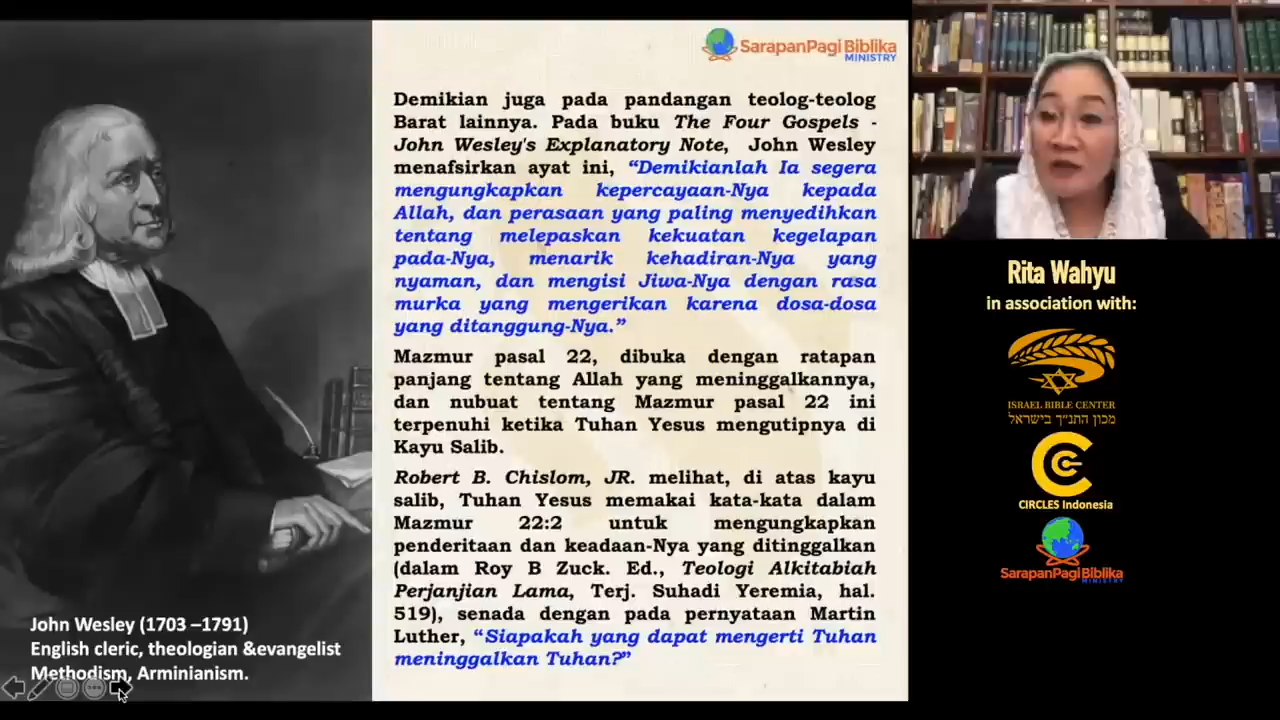 SarapanPagi Biblika
MINISTRY
Demikian juga pada pandangan teolog-teolog
Barat lainnya. Pada buku The Four Gospels -
John Wesley's Explanatory Note, John Wesley
menafsirkan ayat ini, “Demikianlah Ia segera
mengungkapkan kepercayaan-Nya kepada
Allah, dan perasaan yang paling menyedihkan
tentang melepaskan kekuatan kegelapan
pada-Nya, menarik kehadiran-Nya yang
nyaman, dan mengisi Jiwa-Nya dengan rasa
murka yang mengerikan karena dosa-dosa
yang ditanggung-Nya.”
Mazmur pasal 22, dibuka dengan ratapan
panjang tentang Allah yang meninggalkannya,
dan nubuat tentang Mazmur pasal 22 ini
terpenuhi ketika Tuhan Yesus mengutipnya di
Kayu Salib.
Robert B. Chislom, JR. melihat, di atas kayu
salib, Tuhan Yesus memakai kata-kata dalam
Mazmur 22:2 untuk mengungkapkan
penderitaan dan keadaan-Nya yang ditinggalkan
(dalam Roy B Zuck. Ed., Teologi Alkitabiah
Perjanjian Lama, Terj. Suhadi Yeremia, hal.
519), senada dengan pada pernyataan Martin
Luther, “Siapakah yang dapat mengerti Tuhan
meninggalkan Tuhan?”
John Wesley (1703 –1791)
English cleric, theologian &evangelist
Methodism, Arminianism.
Rita Wahyu
in association with:
ISRAEL BIBLE CENTER
מכון התנ״ך בישראל
CIRCLES Indonesia
SarapanPagi Biblika
MINISTRY